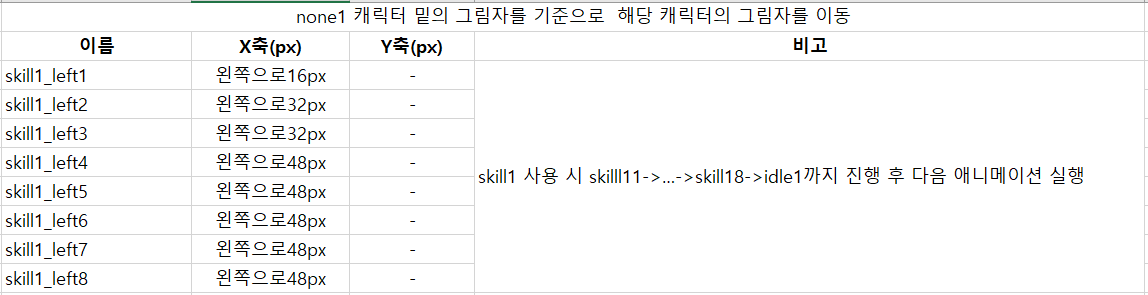 none1 캐릭터 밑의 그림자를 기준으로  해당 캐릭터의 그림자를 이동
이름 X축(px) Y축(px) 비고
skill1_left1 왼쪽으로16px -
skill1_left2 왼쪽으로32px -
skill1_left3 왼쪽으로32px -
skill1_left4 왼쪽으로48px -
skill1 사용 시 skilll11->...->skill18->idle1까지 진행 후 다음 애니메이션 실행
skill1_left5 왼쪽으로48px -
skill1_left6 왼쪽으로48px -
skill1_left7 왼쪽으로48px -
skill1_left8 왼쪽으로48px -